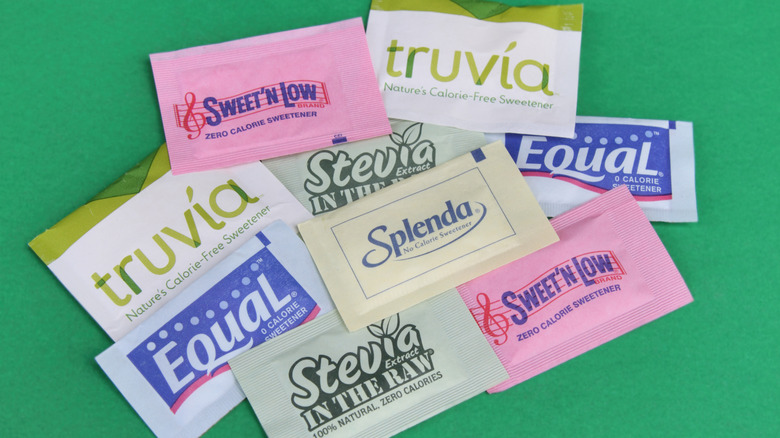 truvía
Nature's Calorie-Free Sweetener
SWEET'N LOW
BRAND
ZERO CALORIE SWEETENER
Stevia
Extract
IN THE RAW
EQUAL
0 CALORIE
SWEETENER
truvía
Nature's Calorie-Free Sweetener
Splenda
No Calorie Sweetener
SWEET'N LOW
BRAND
ZERO CALORIE SWEETENER
EQUAL
0 CALORIE
SWEETENER
Stevia
Extract
IN THE RAW
100% NATURAL, ZERO CALORIES